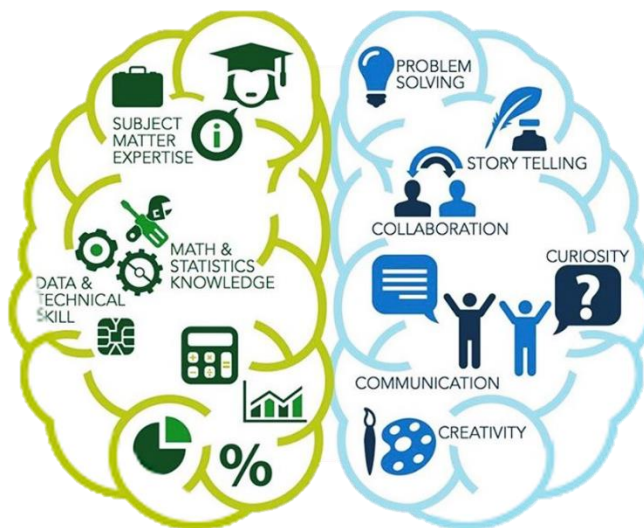 SUBJECT
MATTER
EXPERTISE
i
MATH &
STATISTICS
KNOWLEDGE
DATA &
TECHNICAL
SKILL
%
PROBLEM
SOLVING
STORY TELLING
COLLABORATION
CURIOSITY
?
COMMUNICATION
CREATIVITY